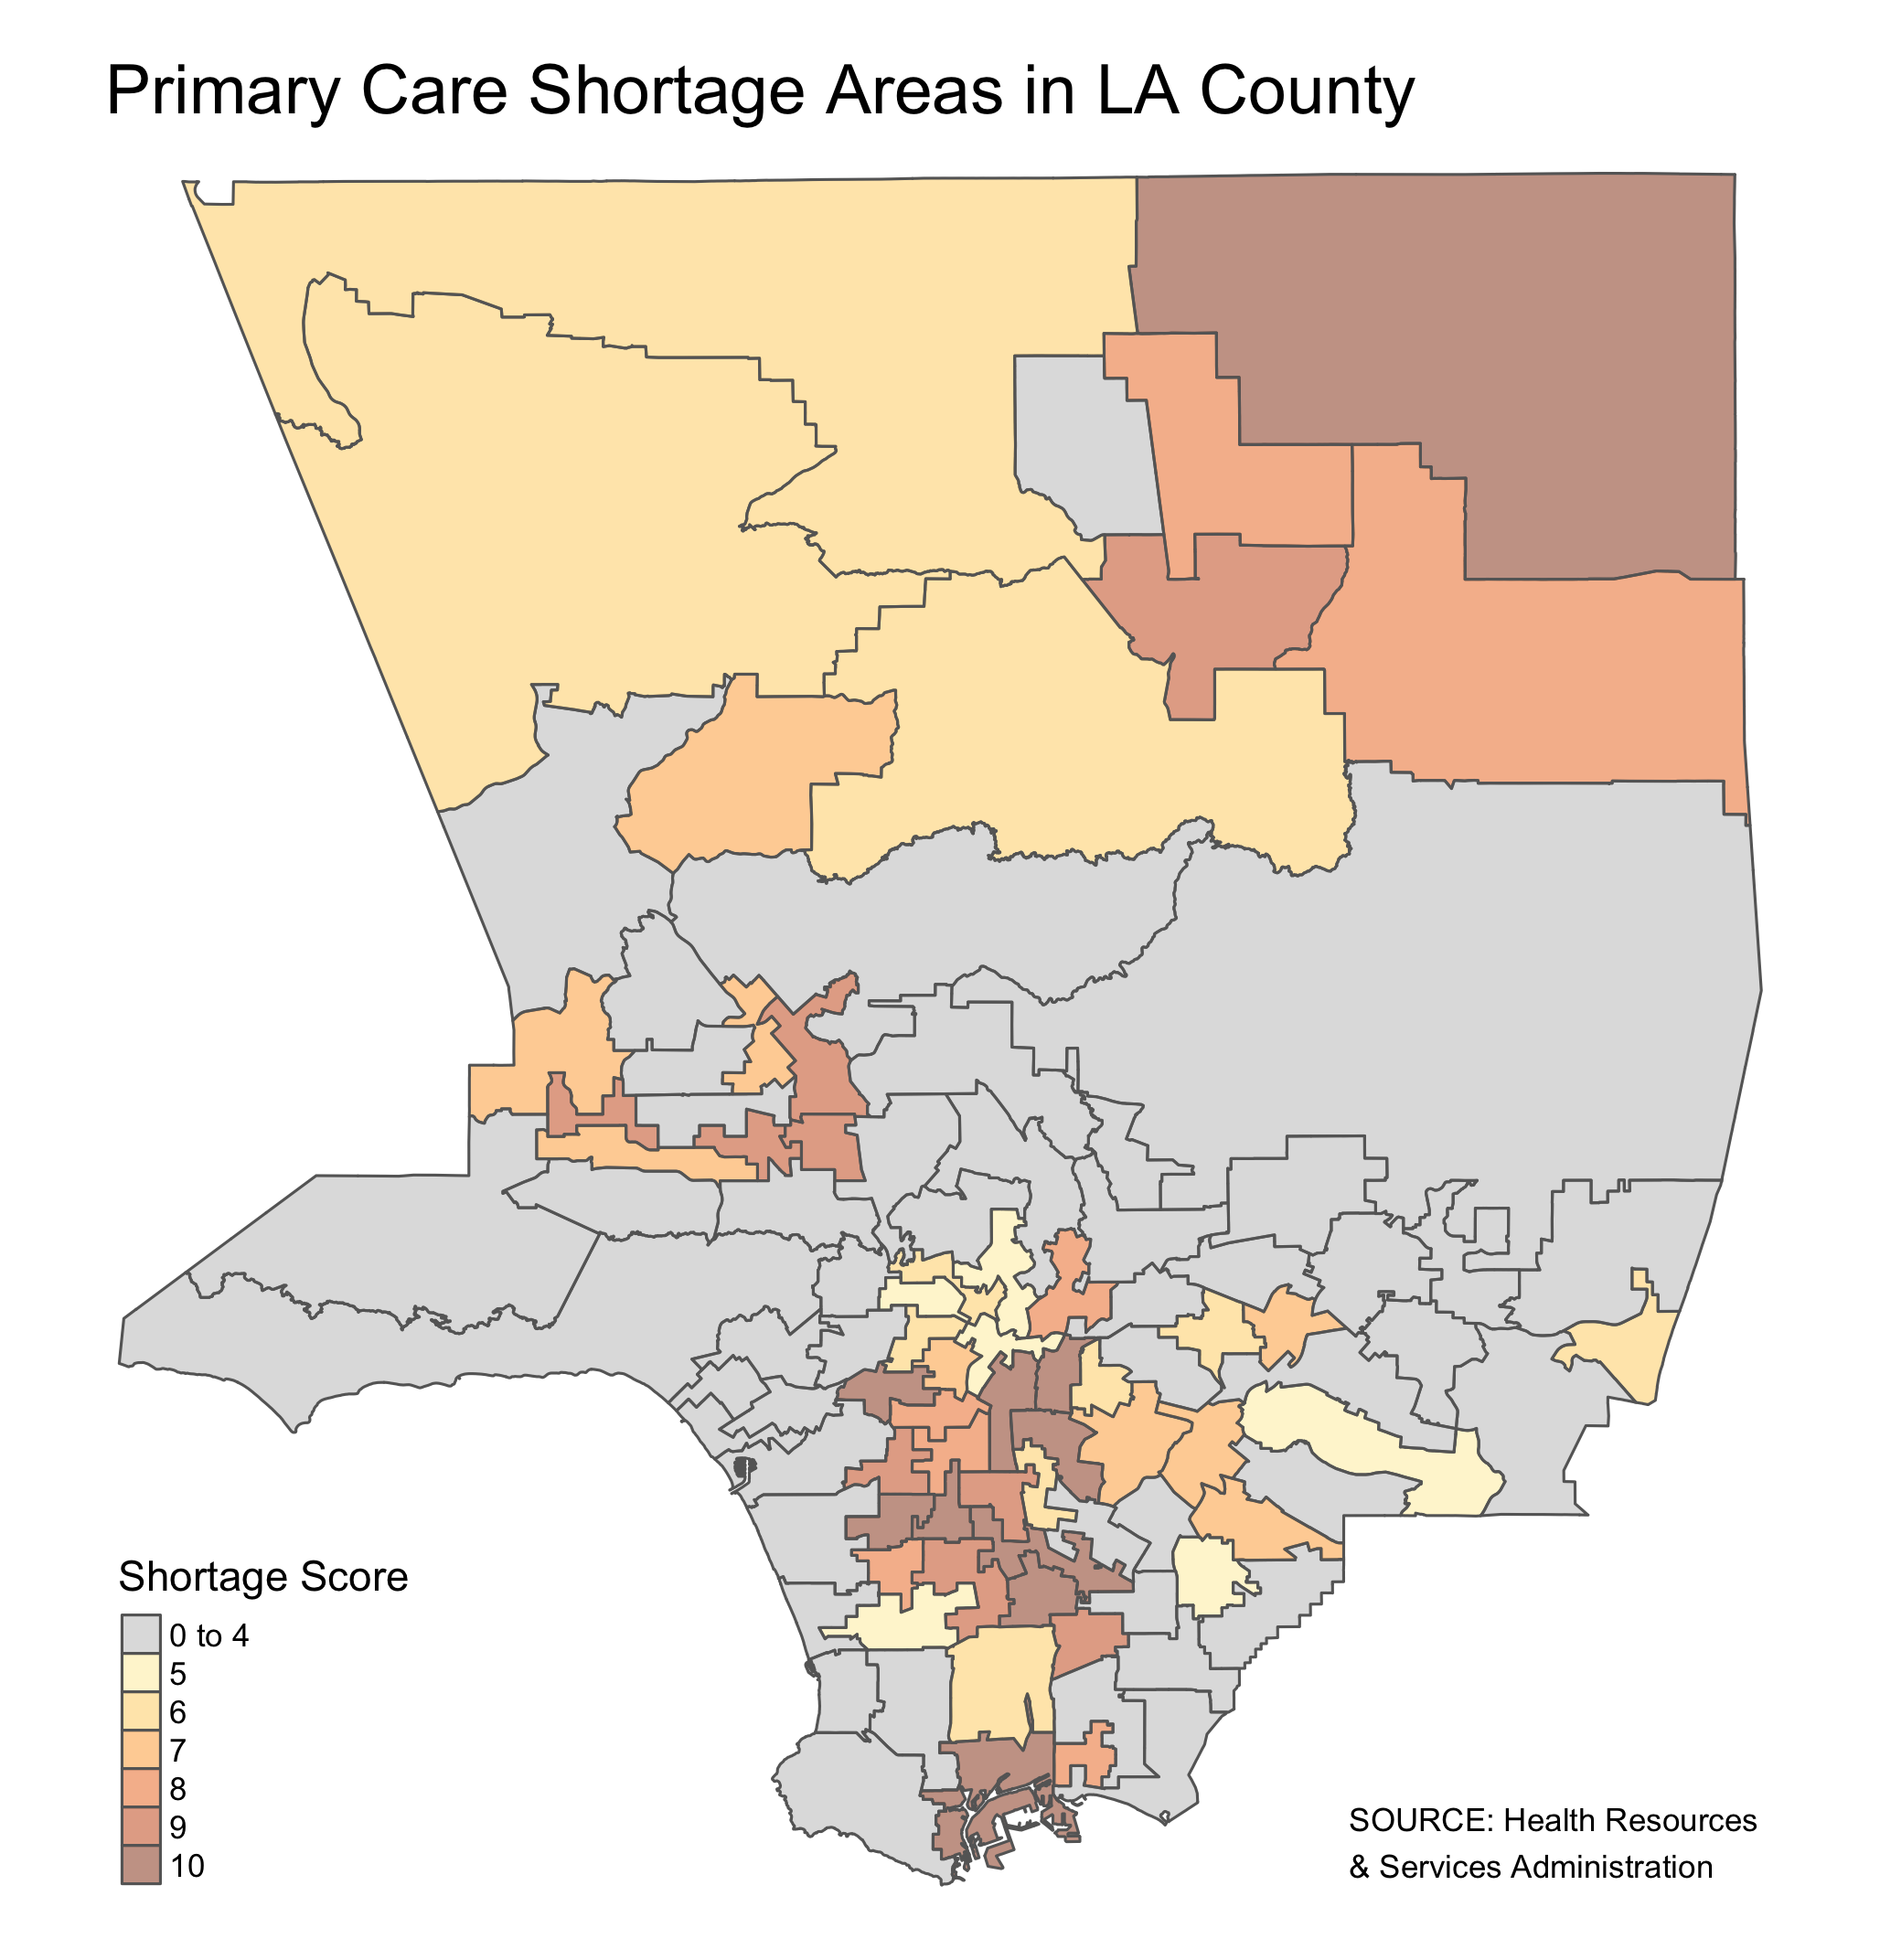 Primary Care Shortage Areas in LA County
Shortage Score
0 to 4
5
6
7
8
9
10
SOURCE: Health Resources
& Services Administration